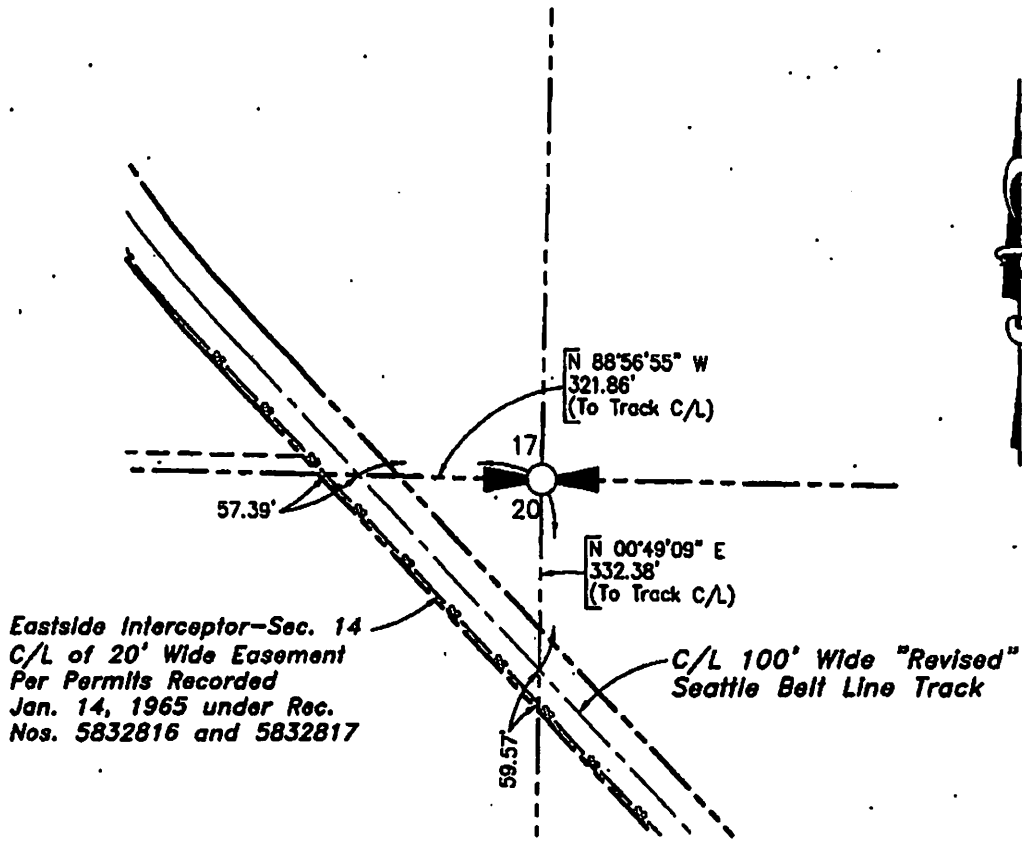 N 88°56'55" W
321.86'
(To Track C/L)
17
20
57.39'
N 00°49'09" E
332.38'
(To Track C/L)
Eastside Interceptor-Sec. 14
C/L of 20' Wide Easement
Per Permits Recorded
Jan. 14, 1965 under Rec.
Nos. 5832816 and 5832817
C/L 100' Wide "Revised"
Seattle Belt Line Track
59.57'